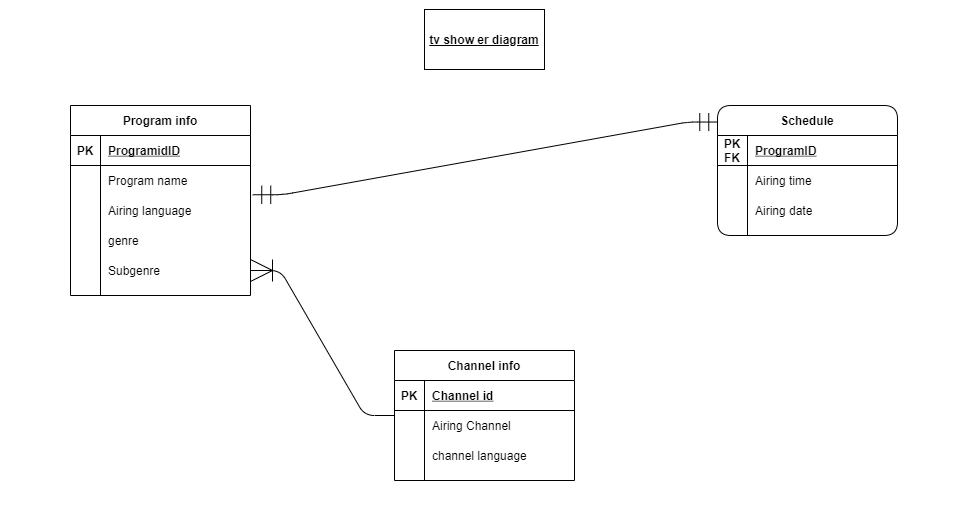 tv show er diagram
Program info
PK ProgramidID
Program name
Airing language
genre
Subgenre
Schedule
PK
FK
ProgramID
Airing time
Airing date
Channel info
PK Channel id
Airing Channel
channel language